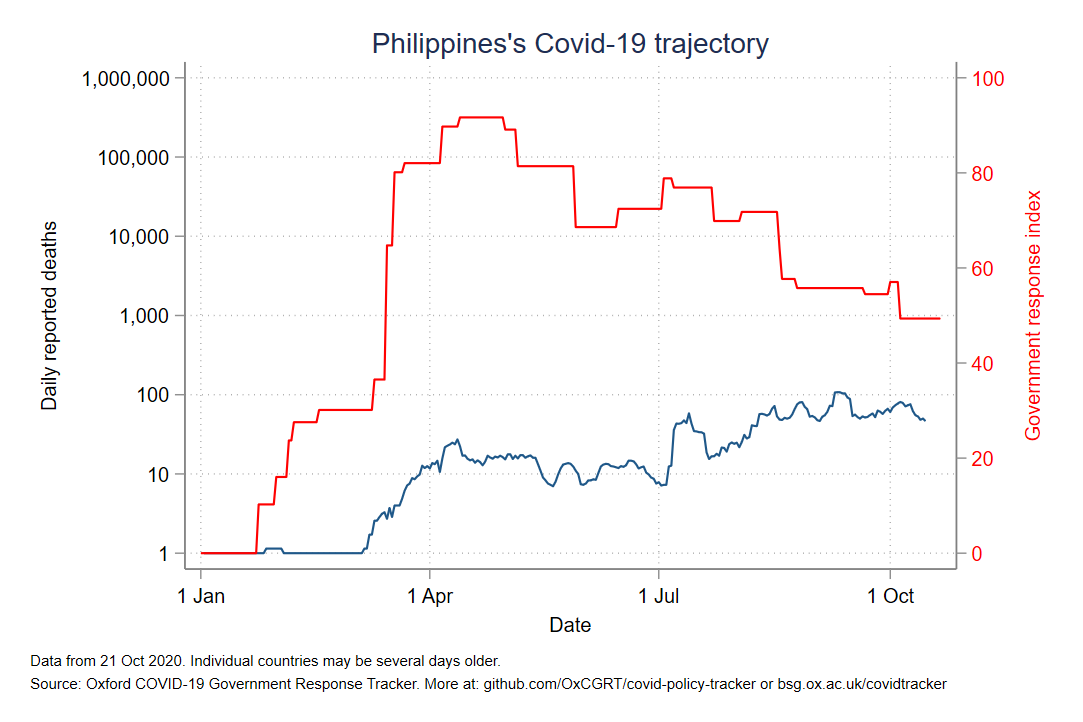 Philippines's Covid-19 trajectory
1,000,000
100,000
10,000
1,000
100
10
1
Daily reported deaths
100
80
60
40
20
0
Government response index
1 Jan
1 Apr
1 Jul
1 Oct
Date
Data from 21 Oct 2020. Individual countries may be several days older.
Source: Oxford COVID-19 Government Response Tracker. More at: github.com/OxCGRT/covid-policy-tracker or bsg.ox.ac.uk/covidtracker